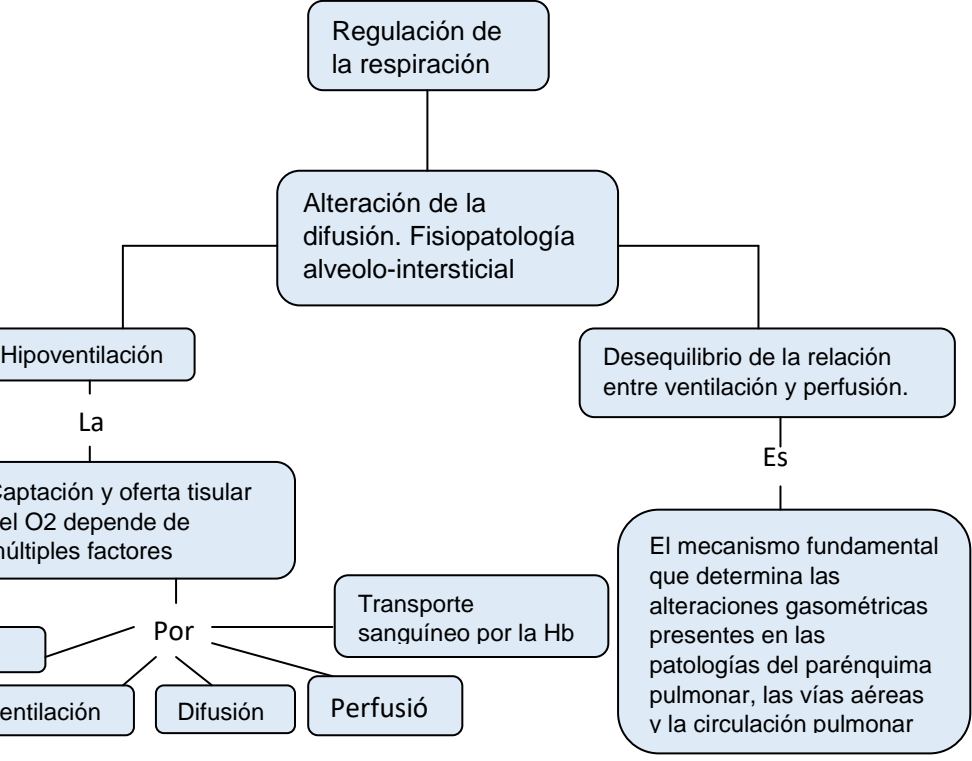 Regulación de
la respiración
Alteración de la
difusión. Fisiopatología
alveolo-intersticial
Hipoventilación
Desequilibrio de la relación
entre ventilación y perfusión.
La
Es
Captación y oferta tisular
el O2 depende de
múltiples factores
El mecanismo fundamental
que determina las
alteraciones gasométricas
presentes en las
patologías del parénquima
pulmonar, las vías aéreas
y la circulación pulmonar
Por
Transporte
sanguíneo por la Hb
entilación
Difusión
Perfusió